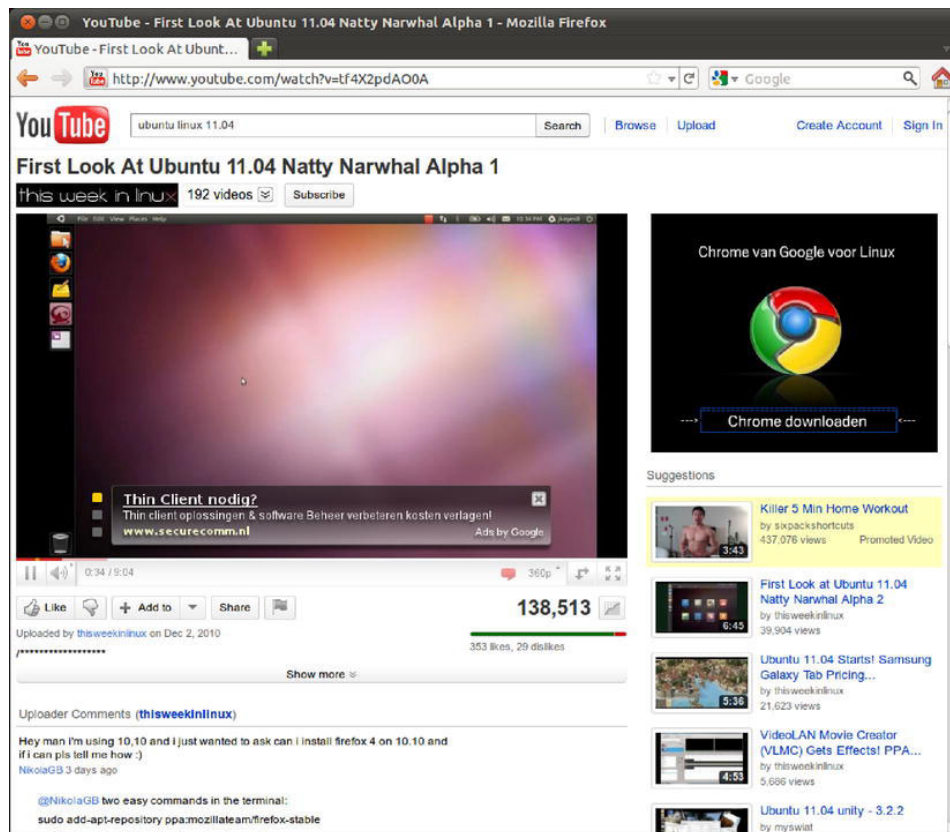 YouTube - First Look At Ubuntu 11.04 Natty Narwhal Alpha 1 - Mozilla Firefox
YouTube - First Look At Ubunt...
http://www.youtube.com/watch?v=tf4X2pdAO0A
Google
You Tube
ubuntu linux 11.04
Search
Browse
Upload
Create Account
Sign In
First Look At Ubuntu 11.04 Natty Narwhal Alpha 1
this week in linux
192 videos
Subscribe
File Edit View Places Help
10:34 PM
Thin Client nodig?
Thin client oplossingen & software Beheer verbeteren kosten verlagen!
www.securecomm.nl
Ads by Google
0:34 / 9:04
360p
Like
Add to
Share
138,513
Uploaded by thisweekinlinux on Dec 2, 2010
353 likes, 29 dislikes
/******************
Show more
Uploader Comments (thisweekinlinux)
Hey man i'm using 10,10 and i just wanted to ask can i install firefox 4 on 10.10 and
if i can pls tell me how :)
NikolaGB 3 days ago
@NikolaGB two easy commands in the terminal:
sudo add-apt-repository ppa:mozillateam/firefox-stable
Chrome van Google voor Linux
---> Chrome downloaden <---
Suggestions
Killer 5 Min Home Workout
by sixpackshortcuts
437,076 views
Promoted Video
3:43
First Look at Ubuntu 11.04
Natty Narwhal Alpha 2
by thisweekinlinux
39,904 views
6:45
Ubuntu 11.04 Starts! Samsung
Galaxy Tab Pricing...
by thisweekinlinux
21,623 views
5:36
VideoLAN Movie Creator
(VLMC) Gets Effects! PPA...
by thisweekinlinux
5,686 views
4:53
Ubuntu 11.04 unity - 3.2.2
by myswiat